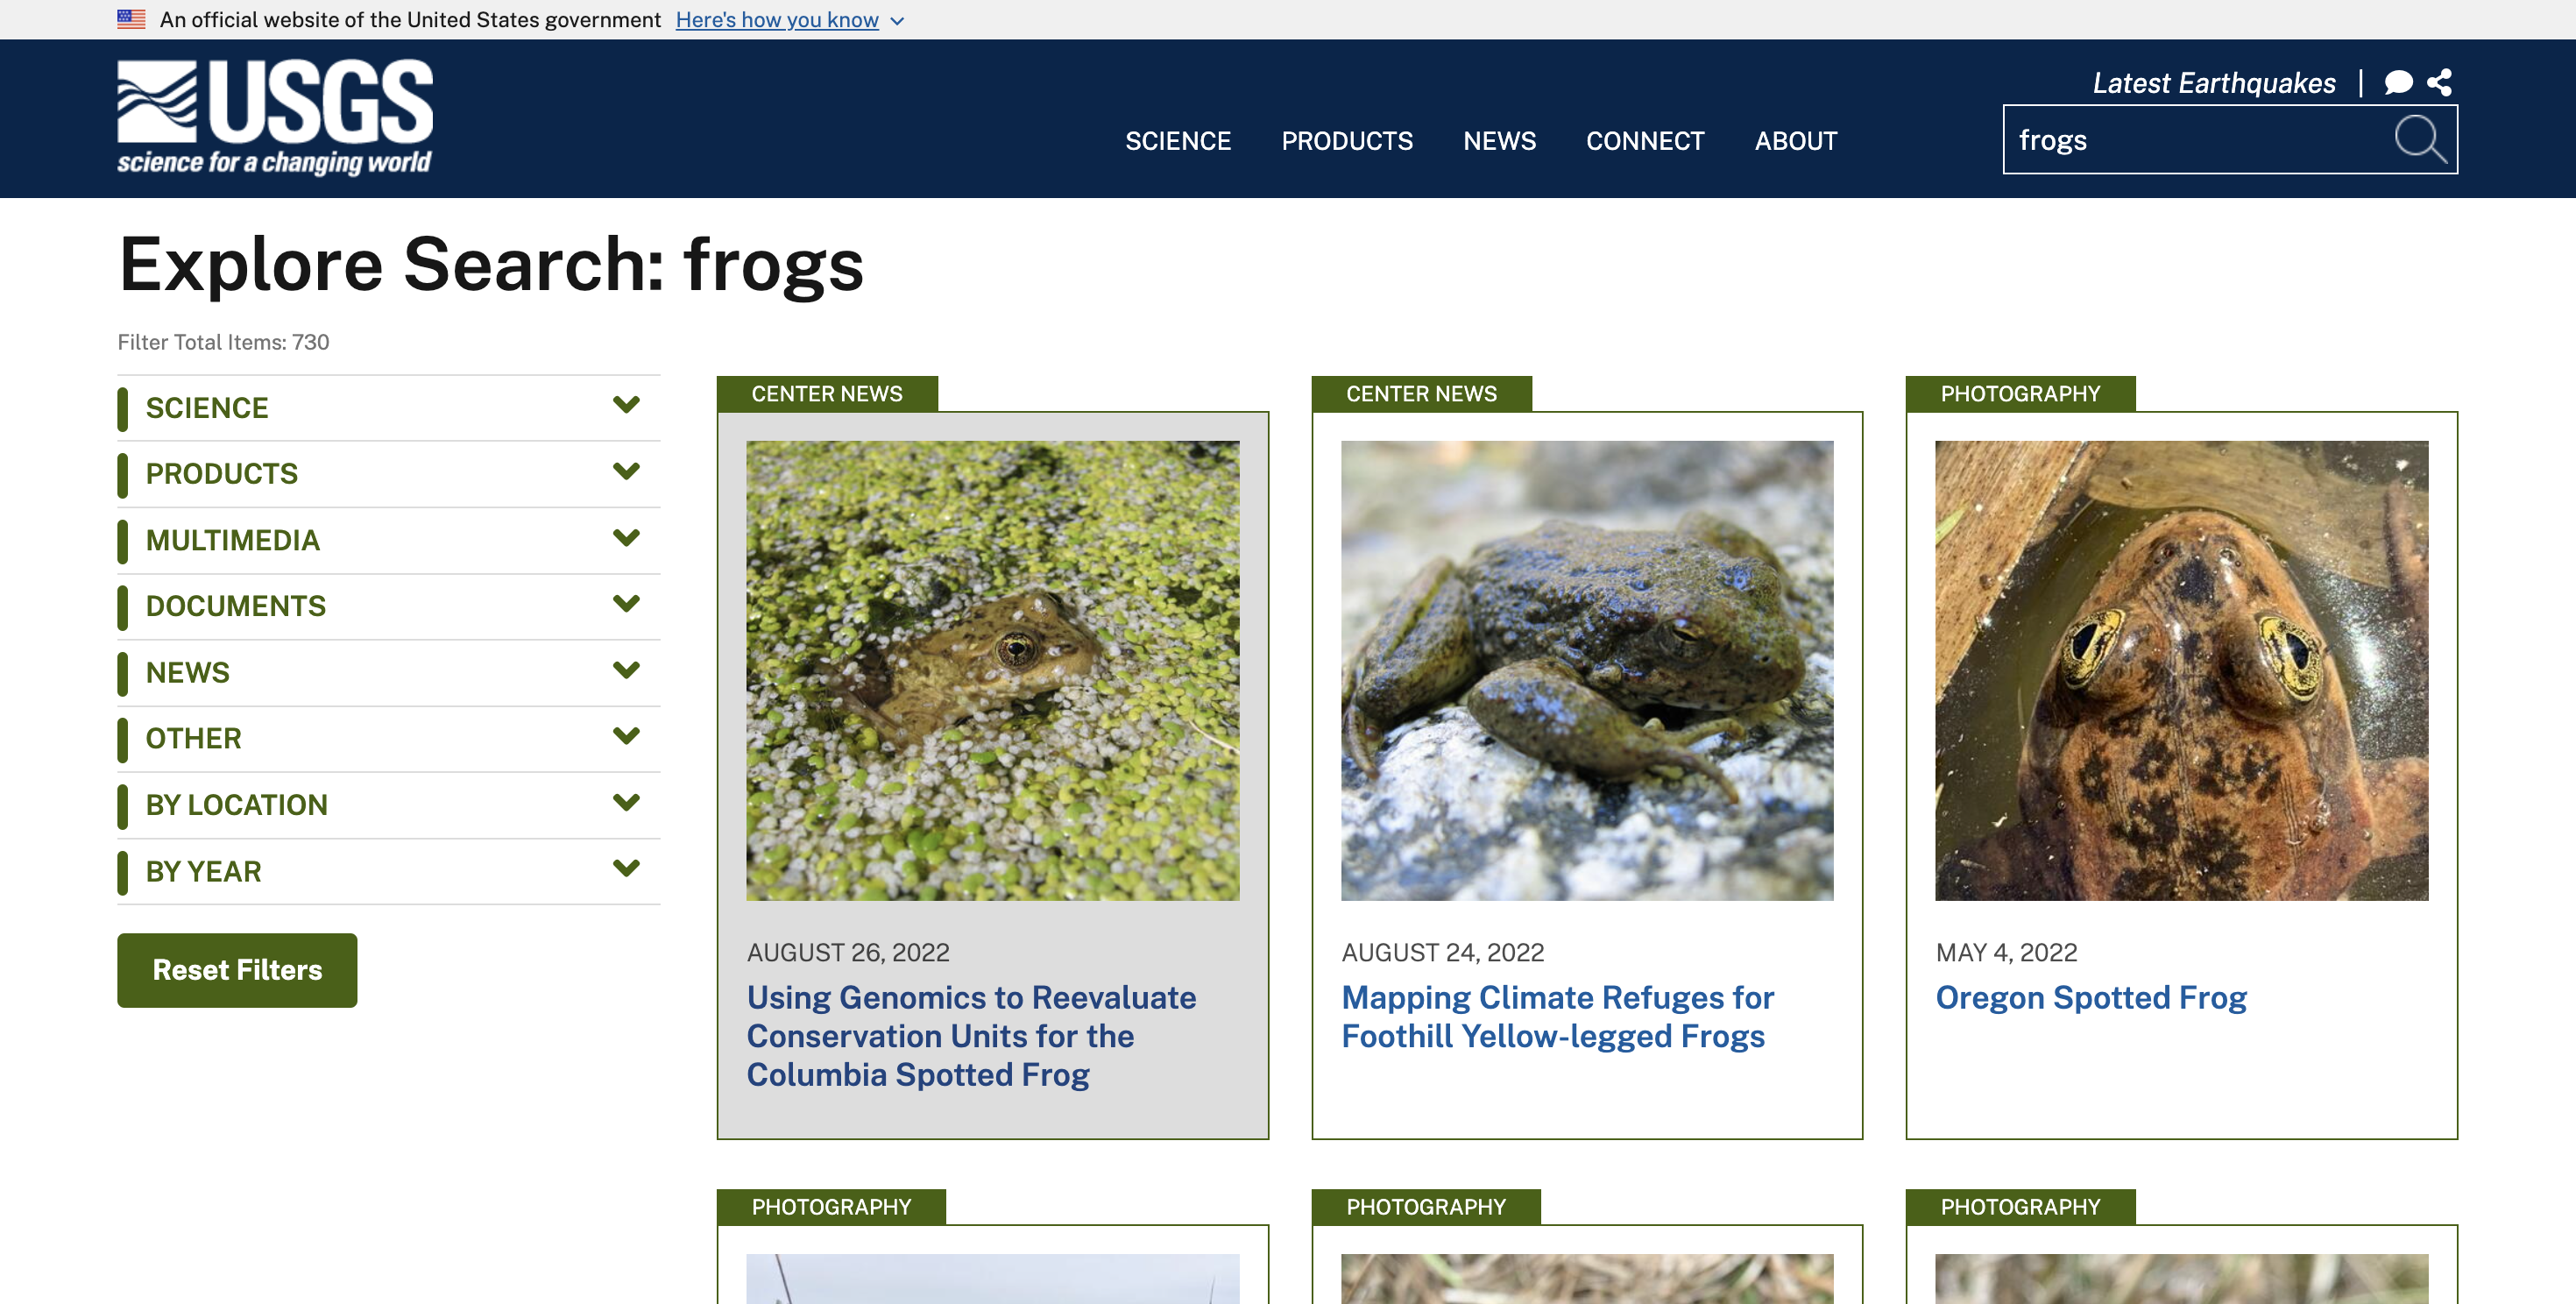 An official website of the United States government Here's how you know
USGS
science for a changing world
Latest Earthquakes |
SCIENCE PRODUCTS NEWS CONNECT ABOUT
frogs
Explore Search: frogs
Filter Total Items: 730
SCIENCE
PRODUCTS
MULTIMEDIA
DOCUMENTS
NEWS
OTHER
BY LOCATION
BY YEAR
Reset Filters
CENTER NEWS
AUGUST 26, 2022
Using Genomics to Reevaluate
Conservation Units for the
Columbia Spotted Frog
CENTER NEWS
AUGUST 24, 2022
Mapping Climate Refuges for
Foothill Yellow-legged Frogs
PHOTOGRAPHY
MAY 4, 2022
Oregon Spotted Frog
PHOTOGRAPHY
PHOTOGRAPHY
PHOTOGRAPHY